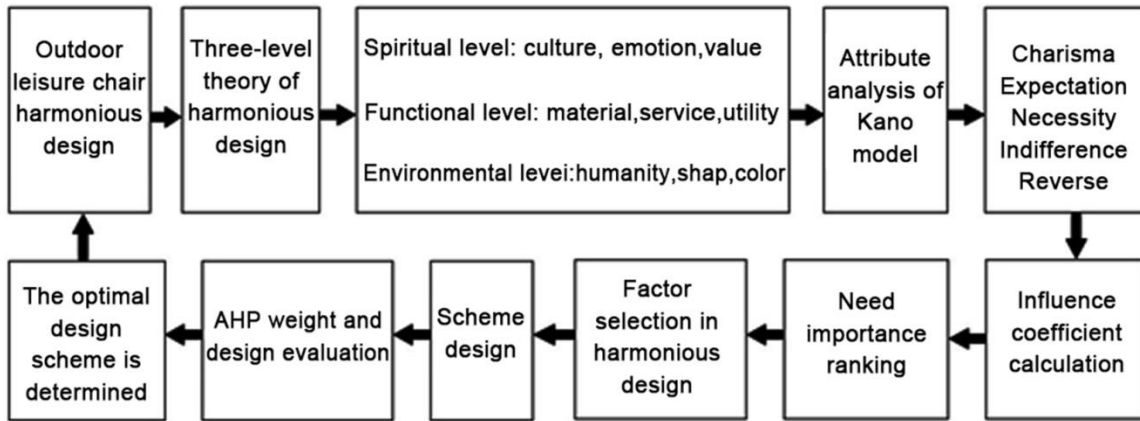 Outdoor
leisure chair
harmonious
design
Three-level
theory of
harmonious
design
Spiritual level: culture, emotion,value
Functional level: material,service,utility
Environmental levei:humanity,shap,color
Attribute
analysis of
Kano
model
Charisma
Expectation
Necessity
Indifference
Reverse
Influence
coefficient
calculation
Need
importance
ranking
Factor
selection in
harmonious
design
Scheme
design
AHP weight and
design evaluation
The optimal
design
scheme is
determined